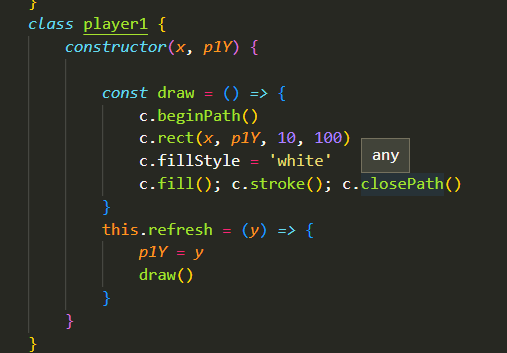 }
class player1 {
constructor(x, p1Y) {
const draw = () => {
c.beginPath()
c.rect(x, p1Y, 10, 100)
c.fillStyle = 'white'
any
c.fill(); c.stroke(); c.closePath()
}
this.refresh = (y) => {
p1Y = y
draw()
}
}
}